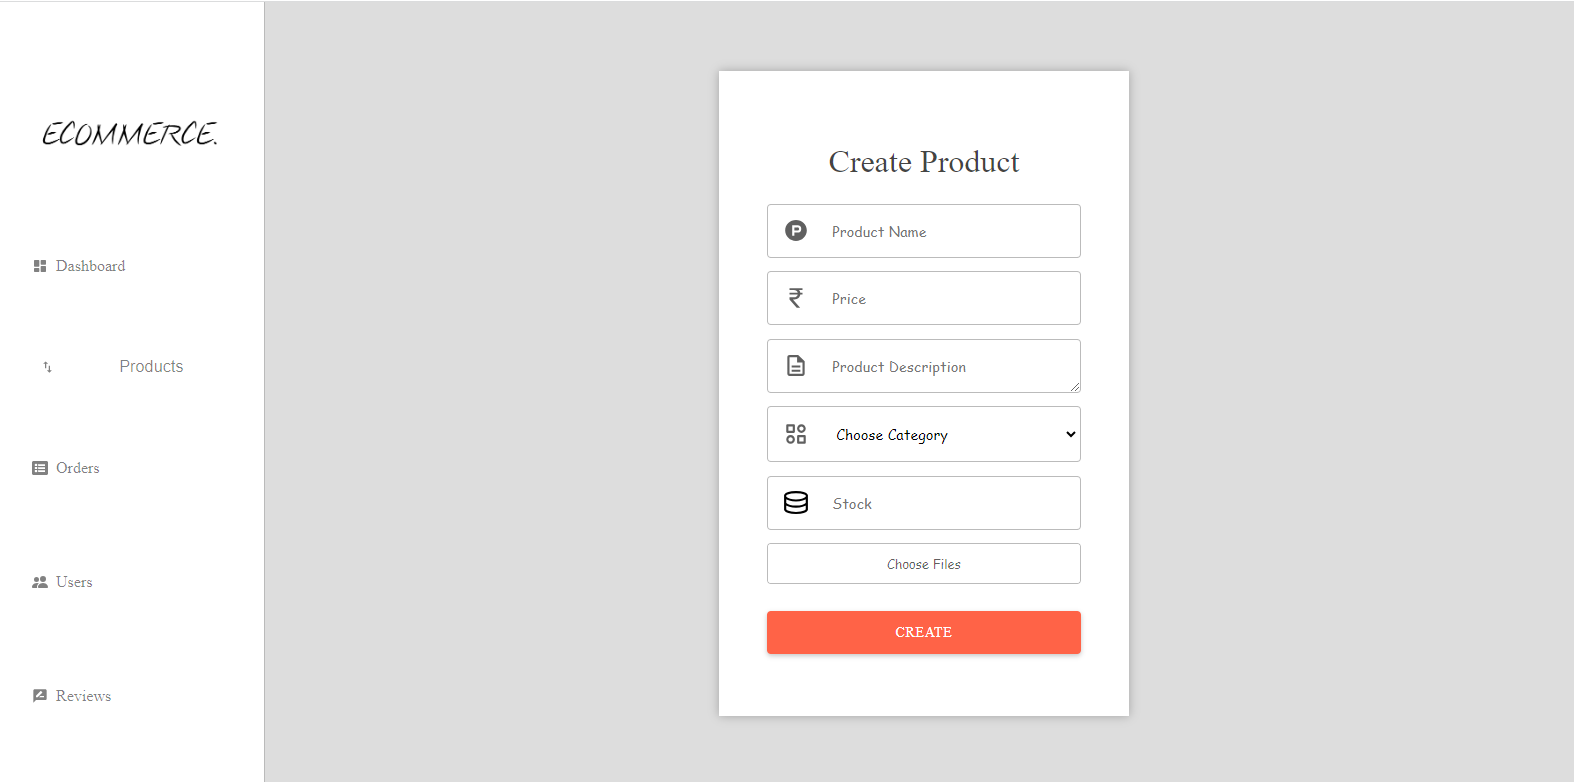 ECOMMERCE.
Dashboard
Products
Orders
Users
Reviews
Create Product
Product Name
Price
Product Description
Choose Category
Stock
Choose Files
CREATE